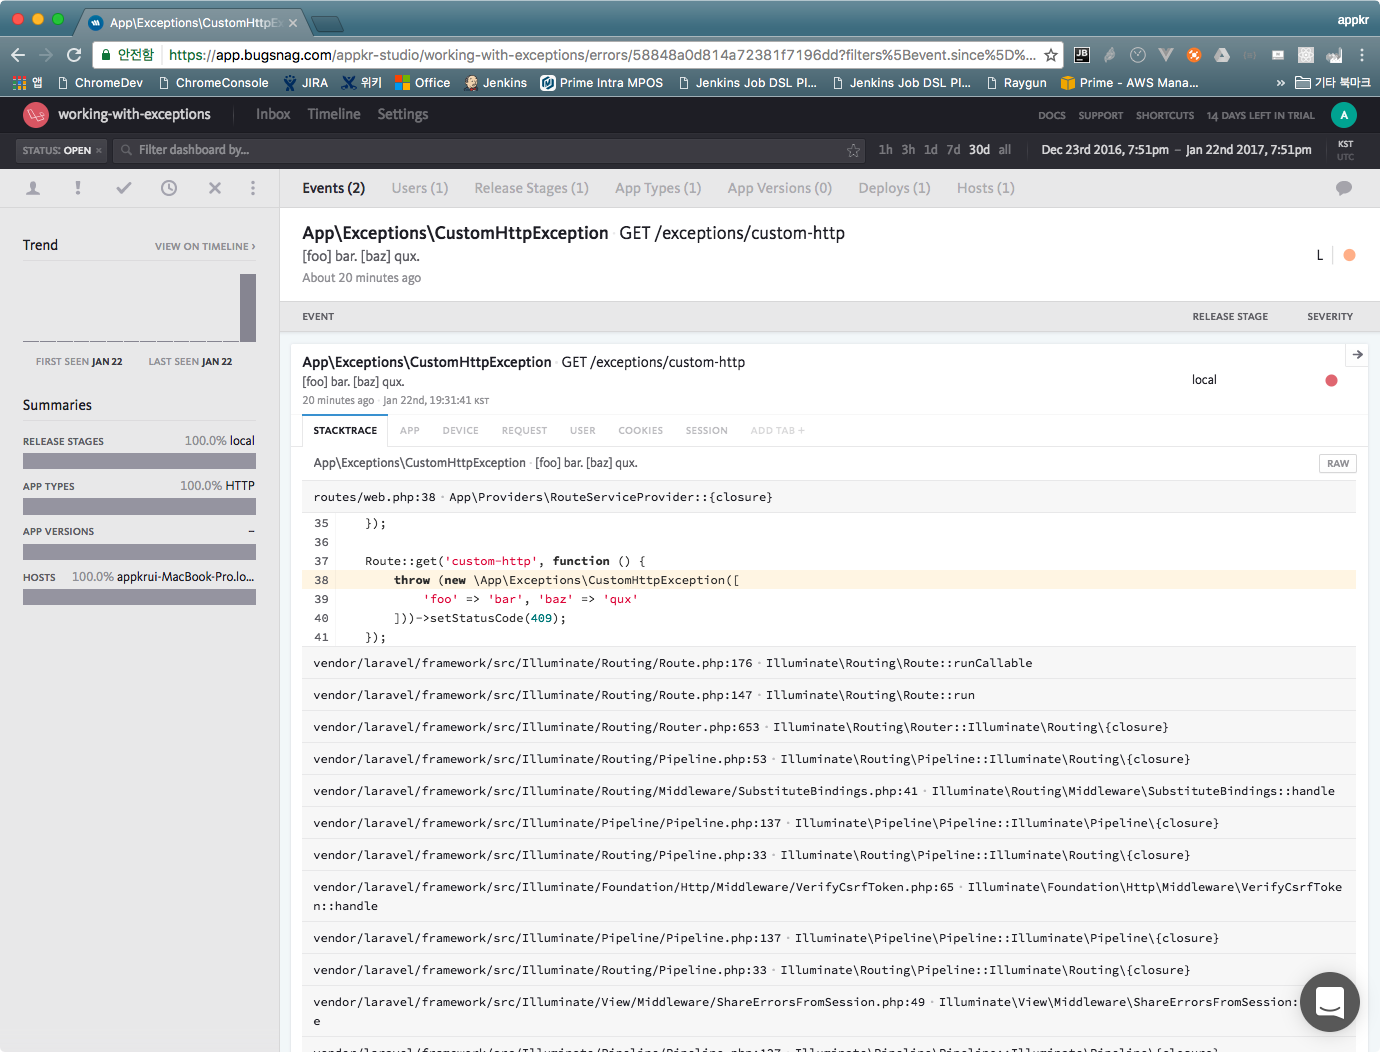 App\Exceptions\CustomHttpEx
appkr
안전함 https://app.bugsnag.com/appkr-studio/working-with-exceptions/errors/58848a0d814a72381f7196dd?filters%5Bevent.since%5D%...
앱 ChromeDev ChromeConsole JIRA 위키 Office Jenkins Prime Intra MPOS Jenkins Job DSL Pl... Jenkins Job DSL Pl... Raygun Prime - AWS Mana... » 기타 북마크
working-with-exceptions Inbox Timeline Settings DOCS SUPPORT SHORTCUTS 14 DAYS LEFT IN TRIAL A
STATUS: OPEN × Filter dashboard by... 1h 3h 1d 7d 30d all Dec 23rd 2016, 7:51pm – Jan 22nd 2017, 7:51pm KST
UTC
Events (2) Users (1) Release Stages (1) App Types (1) App Versions (0) Deploys (1) Hosts (1)
Trend VIEW ON TIMELINE ›
FIRST SEEN JAN 22 LAST SEEN JAN 22
Summaries
RELEASE STAGES 100.0% local
APP TYPES 100.0% HTTP
APP VERSIONS –
HOSTS 100.0% appkrui-MacBook-Pro.lo...
App\Exceptions\CustomHttpException GET /exceptions/custom-http
[foo] bar. [baz] qux.
About 20 minutes ago
L
EVENT RELEASE STAGE SEVERITY
App\Exceptions\CustomHttpException · GET /exceptions/custom-http
[foo] bar. [baz] qux.
20 minutes ago · Jan 22nd, 19:31:41 KST
local
STACKTRACE APP DEVICE REQUEST USER COOKIES SESSION ADD TAB +
App\Exceptions\CustomHttpException · [foo] bar. [baz] qux. RAW
routes/web.php:38 · App\Providers\RouteServiceProvider::{closure}
35 });
36
37 Route::get('custom-http', function () {
38 throw (new \App\Exceptions\CustomHttpException([
39 'foo' => 'bar', 'baz' => 'qux'
40 ]))->setStatusCode(409);
41 });
vendor/laravel/framework/src/Illuminate/Routing/Route.php:176 · Illuminate\Routing\Route::runCallable
vendor/laravel/framework/src/Illuminate/Routing/Route.php:147 · Illuminate\Routing\Route::run
vendor/laravel/framework/src/Illuminate/Routing/Router.php:653 · Illuminate\Routing\Router::Illuminate\Routing\{closure}
vendor/laravel/framework/src/Illuminate/Routing/Pipeline.php:53 · Illuminate\Routing\Pipeline::Illuminate\Routing\{closure}
vendor/laravel/framework/src/Illuminate/Routing/Middleware/SubstituteBindings.php:41 · Illuminate\Routing\Middleware\SubstituteBindings::handle
vendor/laravel/framework/src/Illuminate/Pipeline/Pipeline.php:137 · Illuminate\Pipeline\Pipeline::Illuminate\Pipeline\{closure}
vendor/laravel/framework/src/Illuminate/Routing/Pipeline.php:33 · Illuminate\Routing\Pipeline::Illuminate\Routing\{closure}
vendor/laravel/framework/src/Illuminate/Foundation/Http/Middleware/VerifyCsrfToken.php:65 · Illuminate\Foundation\Http\Middleware\VerifyCsrfToke
n::handle
vendor/laravel/framework/src/Illuminate/Pipeline/Pipeline.php:137 · Illuminate\Pipeline\Pipeline::Illuminate\Pipeline\{closure}
vendor/laravel/framework/src/Illuminate/Routing/Pipeline.php:33 · Illuminate\Routing\Pipeline::Illuminate\Routing\{closure}
vendor/laravel/framework/src/Illuminate/View/Middleware/ShareErrorsFromSession.php:49 · Illuminate\View\Middleware\ShareErrorsFromSession:
e